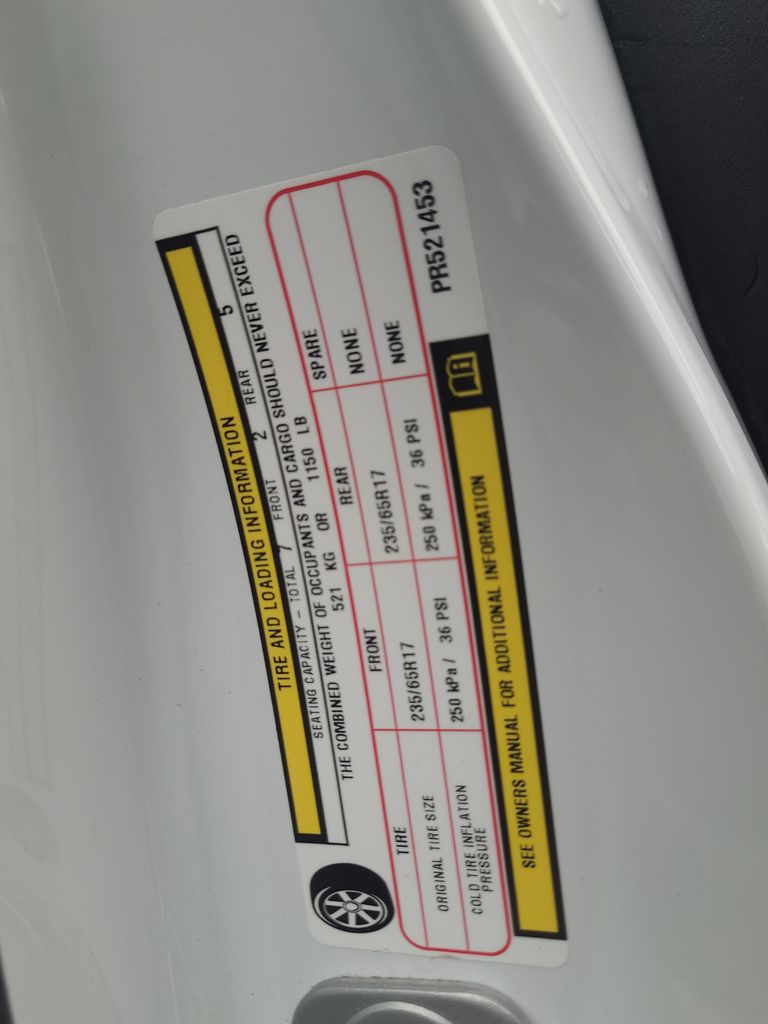 TIRE AND LOADING INFORMATION
SEATING CAPACITY – TOTAL 7 FRONT 2 REAR 5
THE COMBINED WEIGHT OF OCCUPANTS AND CARGO SHOULD NEVER EXCEED
521 KG OR 1150 LB
TIRE FRONT REAR SPARE
ORIGINAL TIRE SIZE 235/65R17 235/65R17 NONE
COLD TIRE INFLATION PRESSURE 250 kPa / 36 PSI 250 kPa / 36 PSI NONE
SEE OWNERS MANUAL FOR ADDITIONAL INFORMATION
PR521453